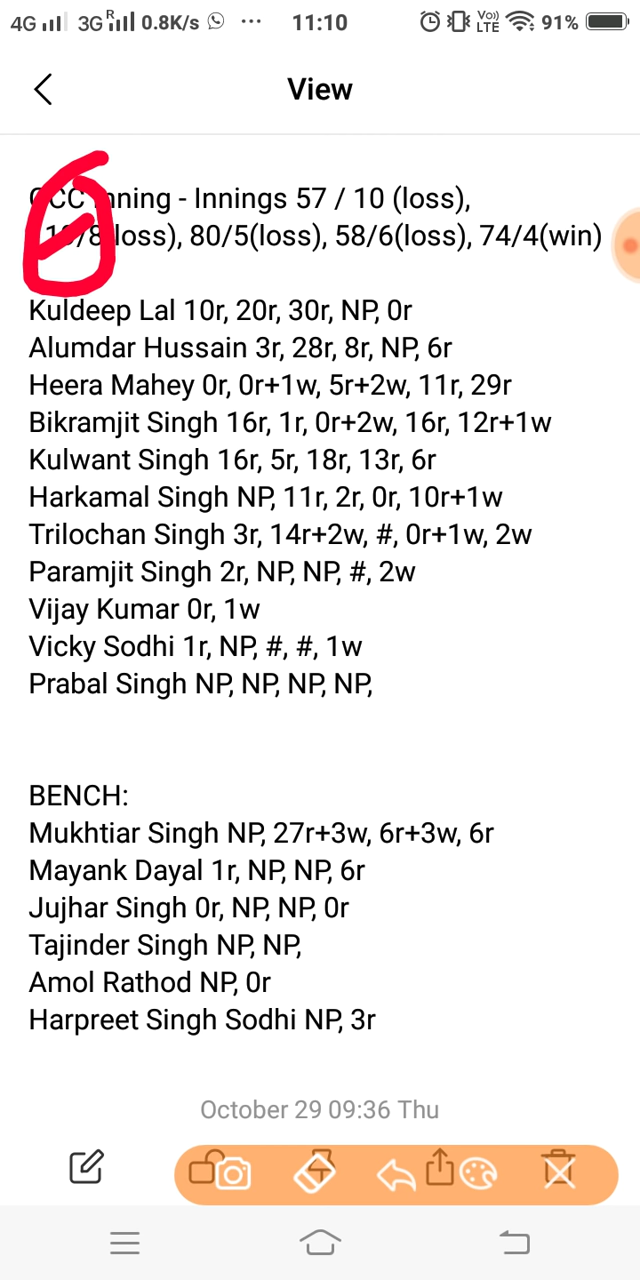 4G 3G R 0.8K/s ... 11:10 Vo) LTE 91%
View
Inning - Innings 57 / 10 (loss),
(loss), 80/5(loss), 58/6(loss), 74/4(win)
Kuldeep Lal 10r, 20r, 30r, NP, 0r
Alumdar Hussain 3r, 28r, 8r, NP, 6r
Heera Mahey 0r, 0r+1w, 5r+2w, 11r, 29r
Bikramjit Singh 16r, 1r, 0r+2w, 16r, 12r+1w
Kulwant Singh 16r, 5r, 18r, 13r, 6r
Harkamal Singh NP, 11r, 2r, 0r, 10r+1w
Trilochan Singh 3r, 14r+2w, #, 0r+1w, 2w
Paramjit Singh 2r, NP, NP, #, 2w
Vijay Kumar 0r, 1w
Vicky Sodhi 1r, NP, #, #, 1w
Prabal Singh NP, NP, NP, NP,
BENCH:
Mukhtiar Singh NP, 27r+3w, 6r+3w, 6r
Mayank Dayal 1r, NP, NP, 6r
Jujhar Singh 0r, NP, NP, 0r
Tajinder Singh NP, NP,
Amol Rathod NP, 0r
Harpreet Singh Sodhi NP, 3r
October 29 09:36 Thu